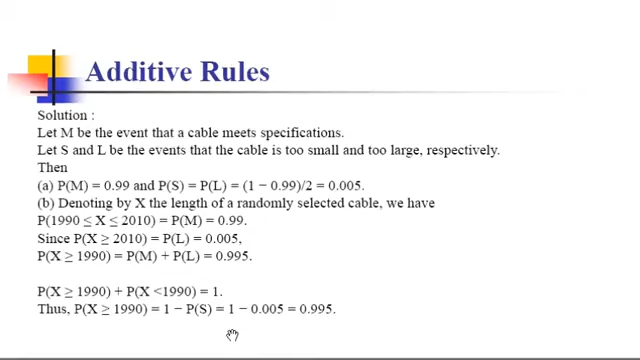 Additive Rules
Solution :
Let M be the event that a cable meets specifications.
Let S and L be the events that the cable is too small and too large, respectively.
Then
(a) P(M) = 0.99 and P(S) = P(L) = (1 − 0.99)/2 = 0.005.
(b) Denoting by X the length of a randomly selected cable, we have
P(1990 ≤ X ≤ 2010) = P(M) = 0.99.
Since P(X ≥ 2010) = P(L) = 0.005,
P(X ≥ 1990) = P(M) + P(L) = 0.995.
P(X ≥ 1990) + P(X <1990) = 1.
Thus, P(X ≥ 1990) = 1 − P(S) = 1 − 0.005 = 0.995.